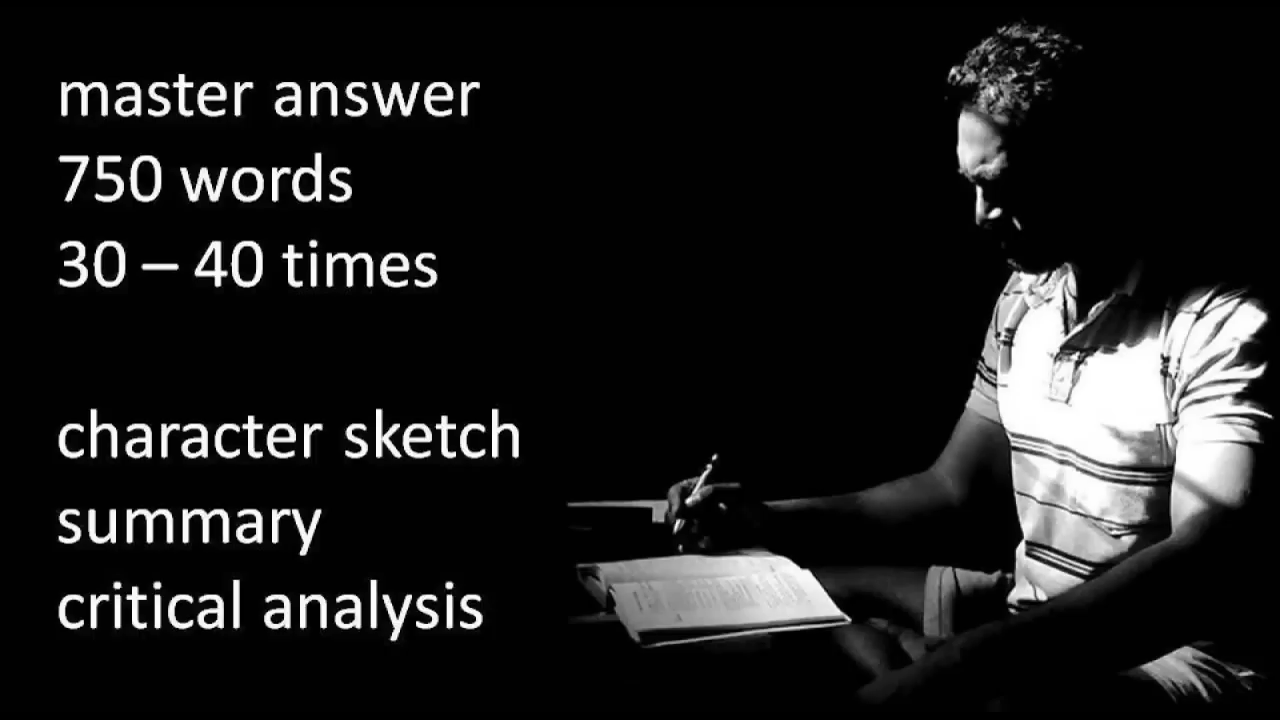 master answer
750 words
30 – 40 times
character sketch
summary
critical analysis